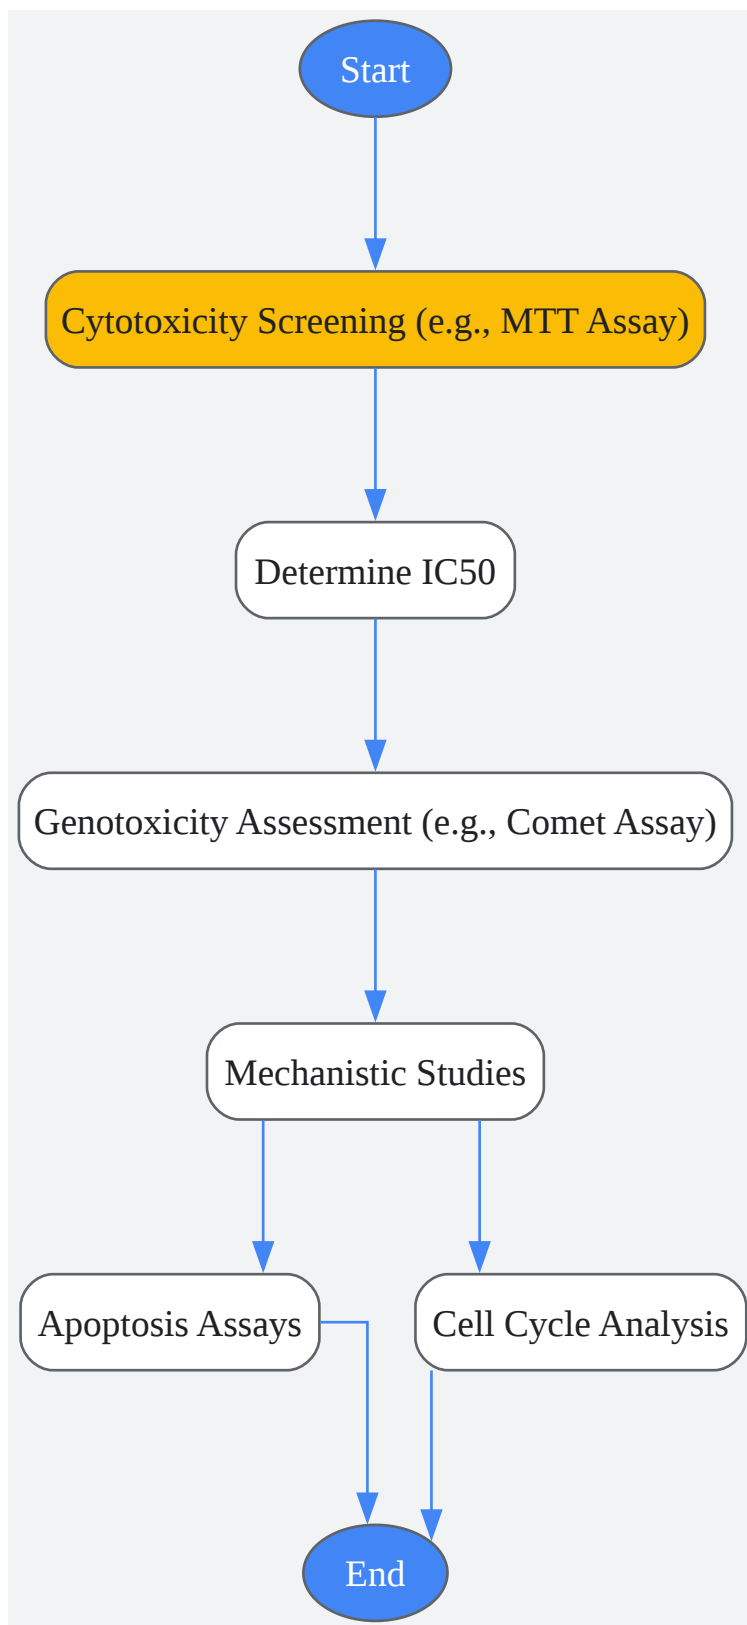 Start
Cytotoxicity Screening (e.g., MTT Assay)
Determine IC50
Genotoxicity Assessment (e.g., Comet Assay)
Mechanistic Studies
Apoptosis Assays
Cell Cycle Analysis
End